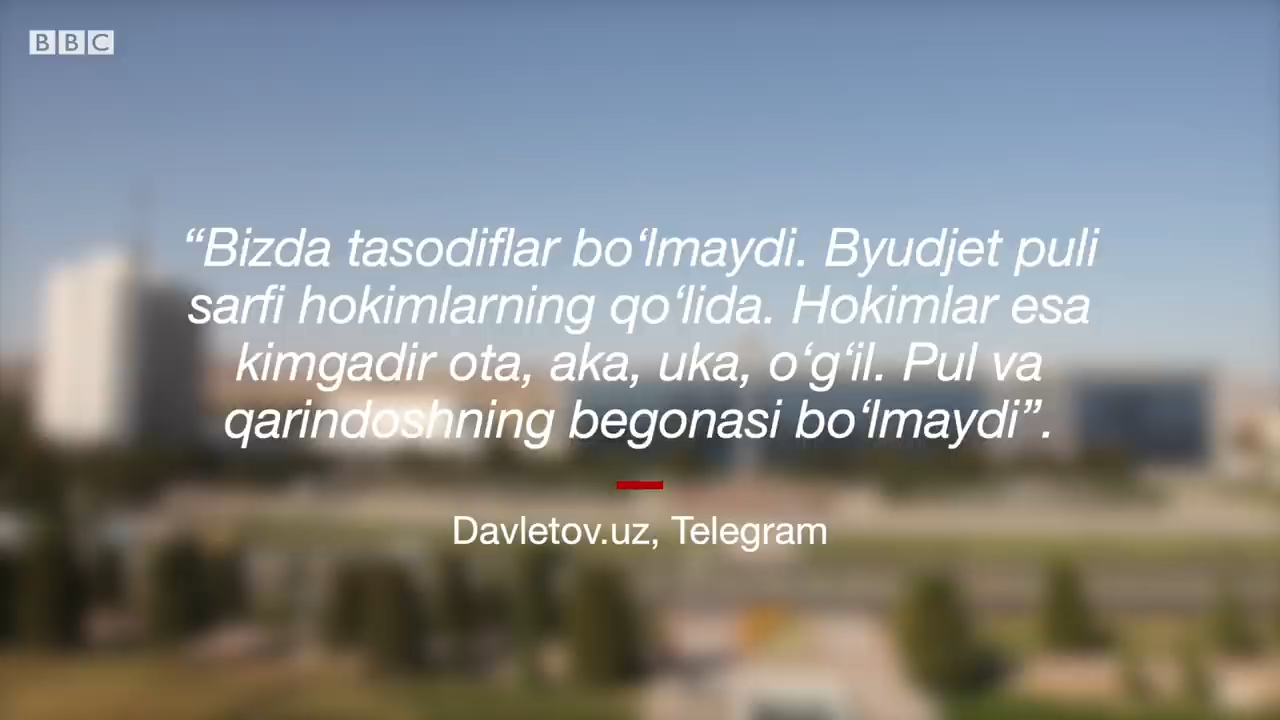 BBC
“Bizda tasodiflar bo‘lmaydi. Byudjet puli
sarfi hokimlarning qo‘lida. Hokimlar esa
kimgadir ota, aka, uka, o‘g‘il. Pul va
qarindoshning begonasi bo‘lmaydi”.
Davletov.uz, Telegram